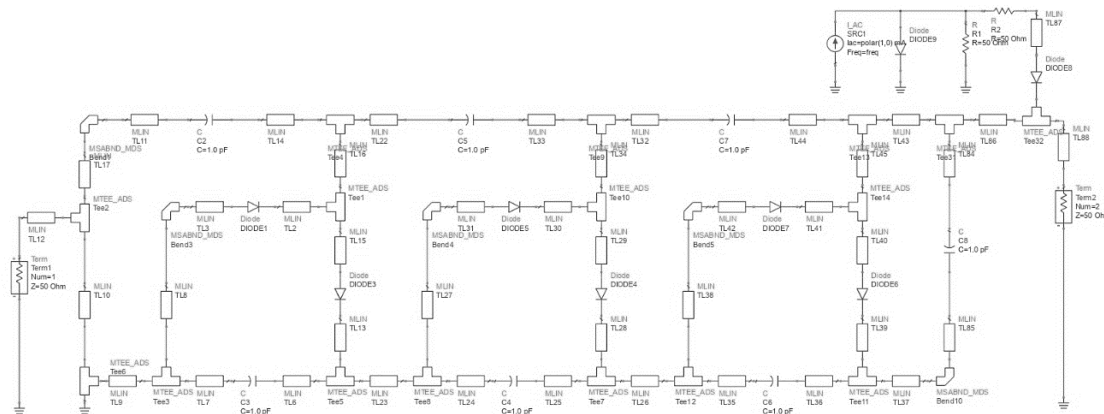 MLIN
TL87
R
R2
R=50 Ohm
I_AC
SRC1
Iac=polar(1,0) mA
Freq=freq
Diode
DIODE9
R
R1
R=50 Ohm
Diode
DIODE8
MLIN
TL11
C
C2
C=1.0 pF
MLIN
TL14
MLIN
TL22
C
C5
C=1.0 pF
MLIN
TL33
MLIN
TL32
C
C7
C=1.0 pF
MLIN
TL44
MLIN
TL43
MLIN
TL86
MTEE_ADS
Tee32
MLIN
TL88
MSABND_MDS
MLIN
TL17
Tee4
MLIN
TL16
Tee9
MLIN
TL34
Tee13
MLIN
TL45
Tee31
MLIN
TL84
MTEE_ADS
Tee2
MLIN
TL12
Term
Term1
Num=1
Z=50 Ohm
MLIN
TL10
MLIN
TL3
Diode
DIODE1
MLIN
TL2
MTEE_ADS
Tee1
MLIN
TL31
Diode
DIODE5
MLIN
TL30
MTEE_ADS
Tee10
MLIN
TL42
Diode
DIODE7
MLIN
TL41
MTEE_ADS
Tee14
Term
Term2
Num=2
Z=50 Oh
MSABND_MDS
Bend3
MLIN
TL15
MSABND_MDS
Bend4
MLIN
TL29
MSABND_MDS
Bend5
MLIN
TL40
C
C8
C=1.0 pF
MLIN
TL8
Diode
DIODE3
MLIN
TL27
Diode
DIODE4
MLIN
TL38
Diode
DIODE6
MLIN
TL13
MLIN
TL28
MLIN
TL39
MLIN
TL85
MTEE_ADS
Tee6
MLIN
TL9
MTEE_ADS
Tee3
MLIN
TL7
C
C3
C=1.0 pF
MLIN
TL6
MTEE_ADS
Tee5
MLIN
TL23
MTEE_ADS
Tee8
MLIN
TL24
C
C4
C=1.0 pF
MLIN
TL25
MTEE_ADS
Tee7
MLIN
TL26
MTEE_ADS
Tee12
MLIN
TL35
C
C6
C=1.0 pF
MLIN
TL36
MTEE_ADS
Tee11
MLIN
TL37
MSABND_MDS
Bend10